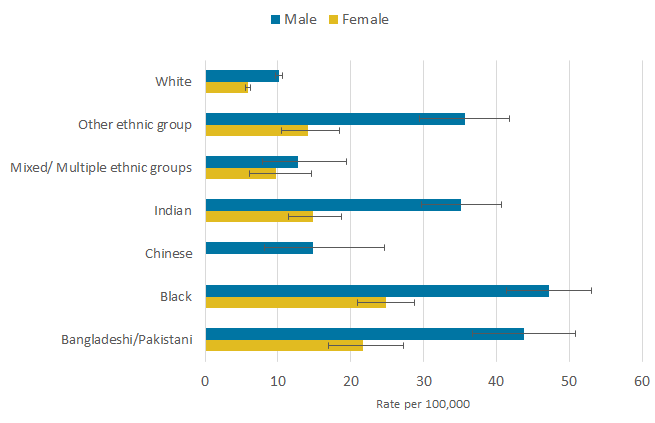 Male Female
White
Other ethnic group
Mixed/ Multiple ethnic groups
Indian
Chinese
Black
Bangladeshi/Pakistani
0 10 20 30 40 50 60
Rate per 100,000